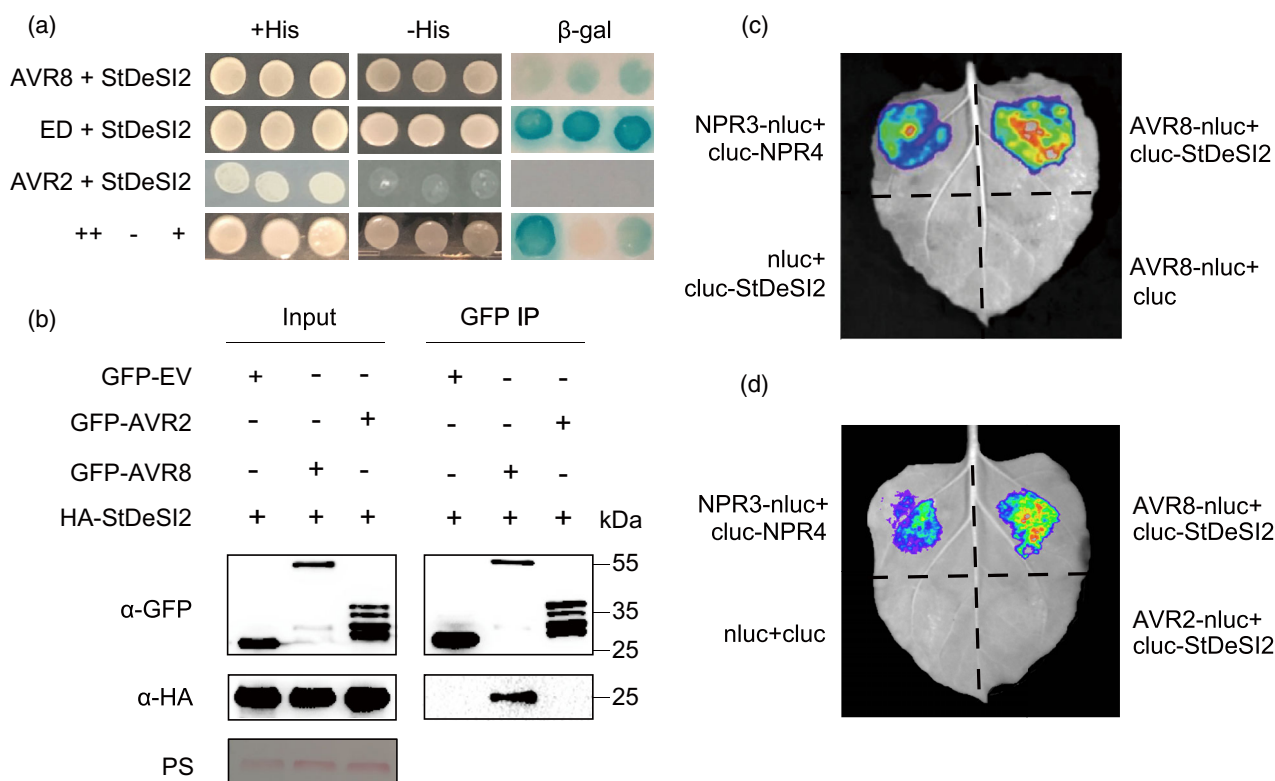 (a)
+His -His β-gal
AVR8 + StDeSI2
ED + StDeSI2
AVR2 + StDeSI2
++ - +
(b)
Input GFP IP
GFP-EV + - - + - -
GFP-AVR2 - - + - - +
GFP-AVR8 - + - - + -
HA-StDeSI2 + + + + + + kDa
α-GFP
55
35
25
α-HA 25
PS
(c)
NPR3-nluc+
cluc-NPR4
AVR8-nluc+
cluc-StDeSI2
nluc+
cluc-StDeSI2
AVR8-nluc+
cluc
(d)
NPR3-nluc+
cluc-NPR4
AVR8-nluc+
cluc-StDeSI2
nluc+cluc
AVR2-nluc+
cluc-StDeSI2